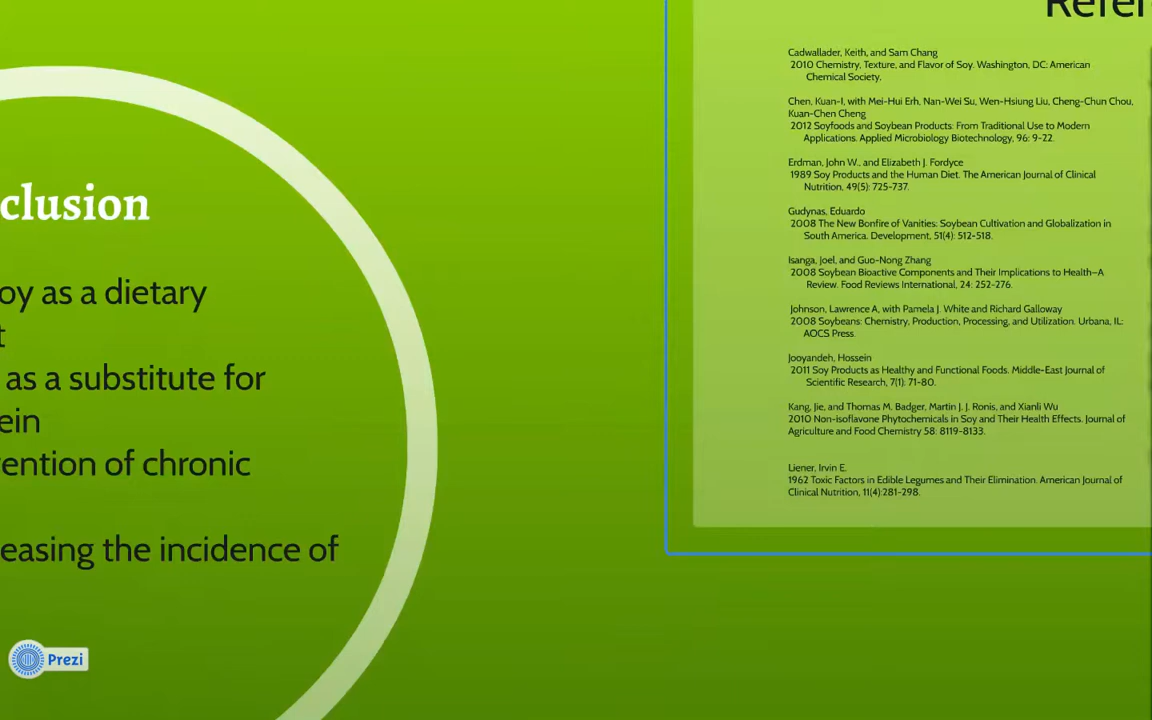 clusion
oy as a dietary
t
as a substitute for
ein
ention of chronic
easing the incidence of
Prezi
Refer
Cadwallader, Keith, and Sam Chang
2010 Chemistry, Texture, and Flavor of Soy. Washington, DC: American
Chemical Society.
Chen, Kuan-I, with Mei-Hui Erh, Nan-Wei Su, Wen-Hsiung Liu, Cheng-Chun Chou,
Kuan-Chen Cheng
2012 Soyfoods and Soybean Products: From Traditional Use to Modern
Applications. Applied Microbiology Biotechnology, 96: 9-22.
Erdman, John W., and Elizabeth J. Fordyce
1989 Soy Products and the Human Diet. The American Journal of Clinical
Nutrition, 49(5): 725-737.
Gudynas, Eduardo
2008 The New Bonfire of Vanities: Soybean Cultivation and Globalization in
South America. Development, 51(4): 512-518.
Isanga, Joel, and Guo-Nong Zhang
2008 Soybean Bioactive Components and Their Implications to Health—A
Review. Food Reviews International, 24: 252-276.
Johnson, Lawrence A, with Pamela J. White and Richard Galloway
2008 Soybeans: Chemistry, Production, Processing, and Utilization. Urbana, IL:
AOCS Press.
Jooyandeh, Hossein
2011 Soy Products as Healthy and Functional Foods. Middle-East Journal of
Scientific Research, 7(1): 71-80.
Kang, Jie, and Thomas M. Badger, Martin J. J. Ronis, and Xianli Wu
2010 Non-isoflavone Phytochemicals in Soy and Their Health Effects. Journal of
Agriculture and Food Chemistry 58: 8119-8133.
Liener, Irvin E.
1962 Toxic Factors in Edible Legumes and Their Elimination. American Journal of
Clinical Nutrition, 11(4):281-298.